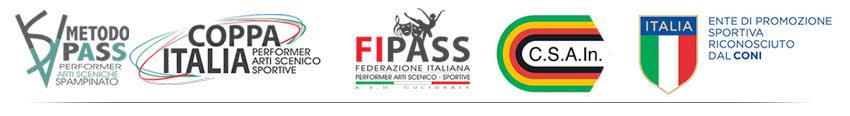 METODO
PASS
PERFORMER
ARTI SCENICHE
SPAMPINATO
COPPA
ITALIA
PERFORMER
ARTI SCENICO
SPORTIVE
FIPASS
FEDERAZIONE ITALIANA
PERFORMER ARTI SCENICO - SPORTIVE
A.S.D. CULTURALE
C.S.A.In.
ITALIA
ENTE DI PROMOZIONE
SPORTIVA
RICONOSCIUTO
DAL CONI